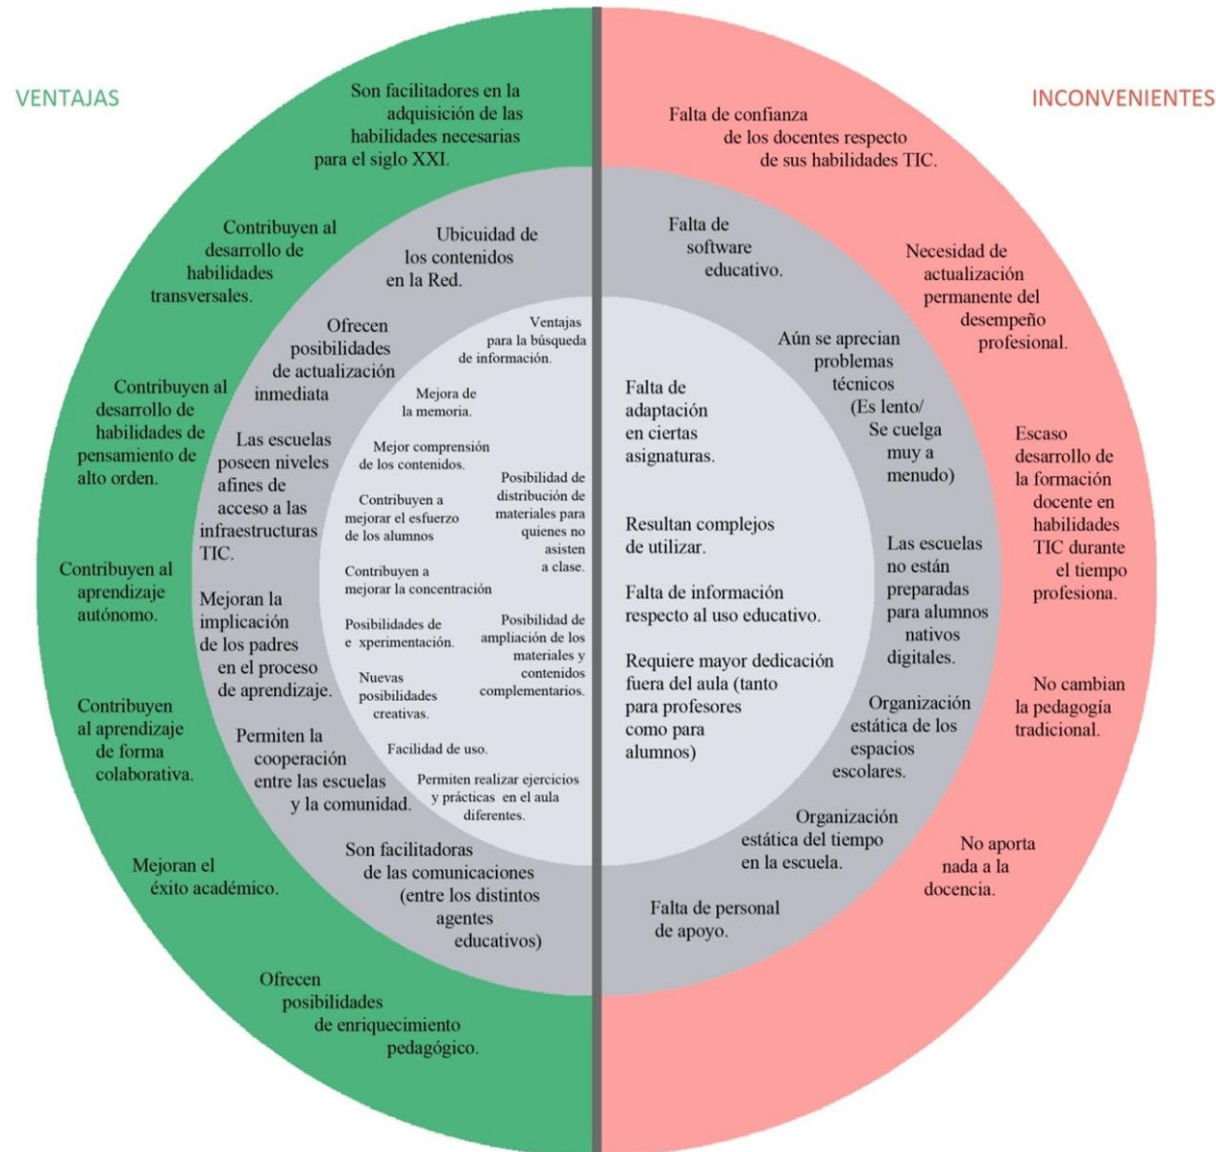 VENTAJAS
INCONVENIENTES
Son facilitadores en la
adquisición de las
habilidades necesarias
para el siglo XXI.
Contribuyen al
desarrollo de
habilidades
transversales.
Contribuyen al
desarrollo de
habilidades de
pensamiento de
alto orden.
Contribuyen al
aprendizaje
autónomo.
Contribuyen
al aprendizaje
de forma
colaborativa.
Mejoran el
éxito académico.
Ofrecen
posibilidades
de enriquecimiento
pedagógico.
Ubicuidad de
los contenidos
en la Red.
Ofrecen
posibilidades
de actualización
inmediata
Las escuelas
poseen niveles
afines de
acceso a las
infraestructuras
TIC.
Mejoran la
implicación
de los padres
en el proceso
de aprendizaje.
Permiten la
cooperación
entre las escuelas
y la comunidad.
Son facilitadoras
de las comunicaciones
(entre los distintos
agentes
educativos)
Ventajas
para la búsqueda
de información.
Mejora de
la memoria.
Mejor comprensión
de los contenidos.
Posibilidad de
distribución de
materiales para
quienes no
asisten
a clase.
Contribuyen a
mejorar el esfuerzo
de los alumnos
Contribuyen a
mejorar la concentración
Posibilidades de
e xperimentación.
Posibilidad de
ampliación de los
materiales y
contenidos
complementarios.
Nuevas
posibilidades
creativas.
Facilidad de uso.
Permiten realizar ejercicios
y prácticas en el aula
diferentes.
Falta de
adaptación
en ciertas
asignaturas.
Resultan complejos
de utilizar.
Falta de información
respecto al uso educativo.
Requiere mayor dedicación
fuera del aula (tanto
para profesores
como para
alumnos)
Falta de
software
educativo.
Aún se aprecian
problemas
técnicos
(Es lento/
Se cuelga
muy a
menudo)
Las escuelas
no están
preparadas
para alumnos
nativos
digitales.
Organización
estática de los
espacios
escolares.
Organización
estática del tiempo
en la escuela.
Falta de personal
de apoyo.
Falta de confianza
de los docentes respecto
de sus habilidades TIC.
Necesidad de
actualización
permanente del
desempeño
profesional.
Escaso
desarrollo de
la formación
docente en
habilidades
TIC durante
el tiempo
profesiona.
No cambian
la pedagogía
tradicional.
No aporta
nada a la
docencia.